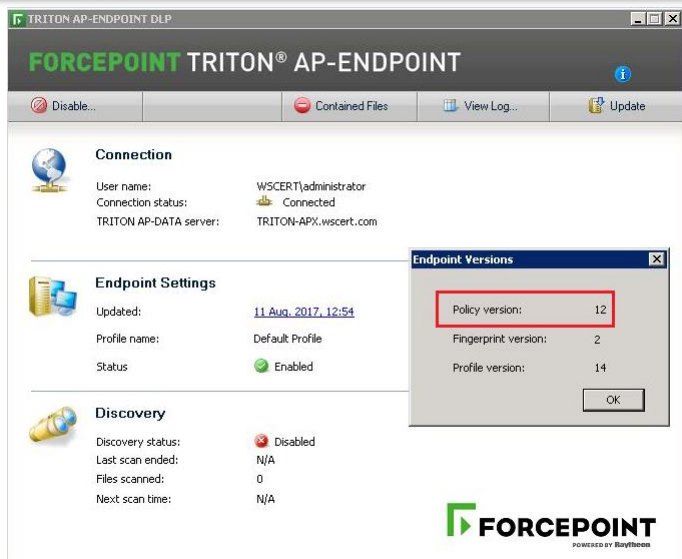 TRITON AP-ENDPOINT DLP
FORCEPOINT TRITON® AP-ENDPOINT
Disable...
Contained Files
View Log...
Update
Connection
User name: WSCERT\administrator
Connection status: Connected
TRITON AP-DATA server: TRITON-APX.wscert.com
Endpoint Settings
Updated: 11 Aug. 2017, 12:54
Profile name: Default Profile
Status Enabled
Endpoint Versions
Policy version: 12
Fingerprint version: 2
Profile version: 14
OK
Discovery
Discovery status: Disabled
Last scan ended: N/A
Files scanned: 0
Next scan time: N/A
FORCEPOINT
POWERED BY Raytheon